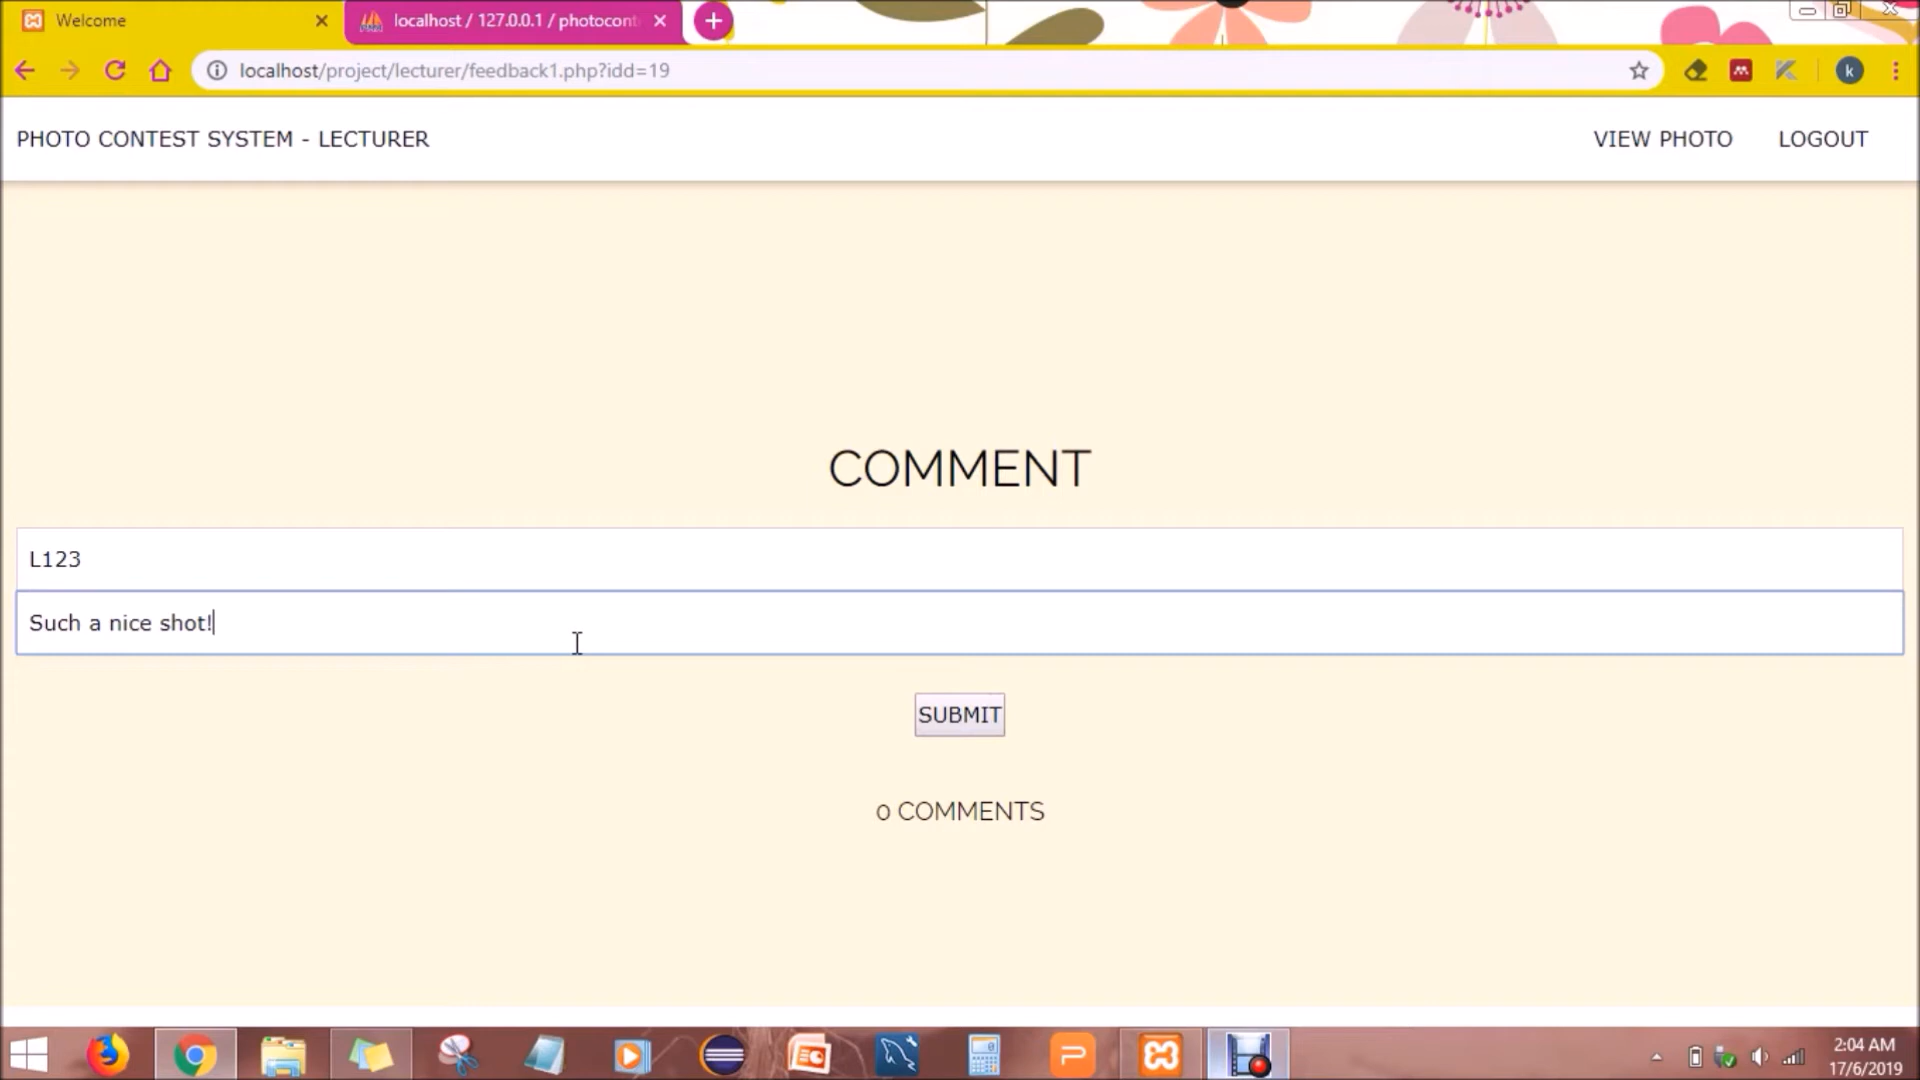 Welcome
localhost / 127.0.0.1 / photocont
localhost/project/lecturer/feedback1.php?idd=19
k
PHOTO CONTEST SYSTEM - LECTURER
VIEW PHOTO
LOGOUT
COMMENT
L123
Such a nice shot!
SUBMIT
0 COMMENTS
2:04 AM
17/6/2019